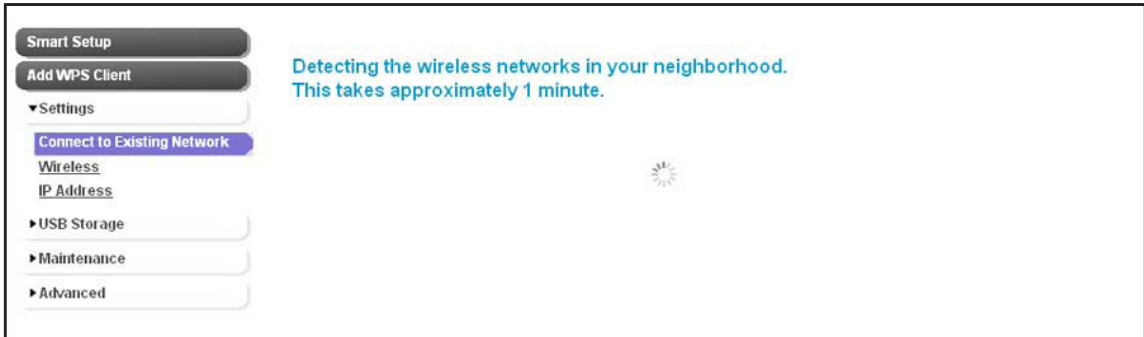 Smart Setup
Add WPS Client
▼Settings
Connect to Existing Network
Wireless
IP Address
►USB Storage
►Maintenance
►Advanced
Detecting the wireless networks in your neighborhood.
This takes approximately 1 minute.